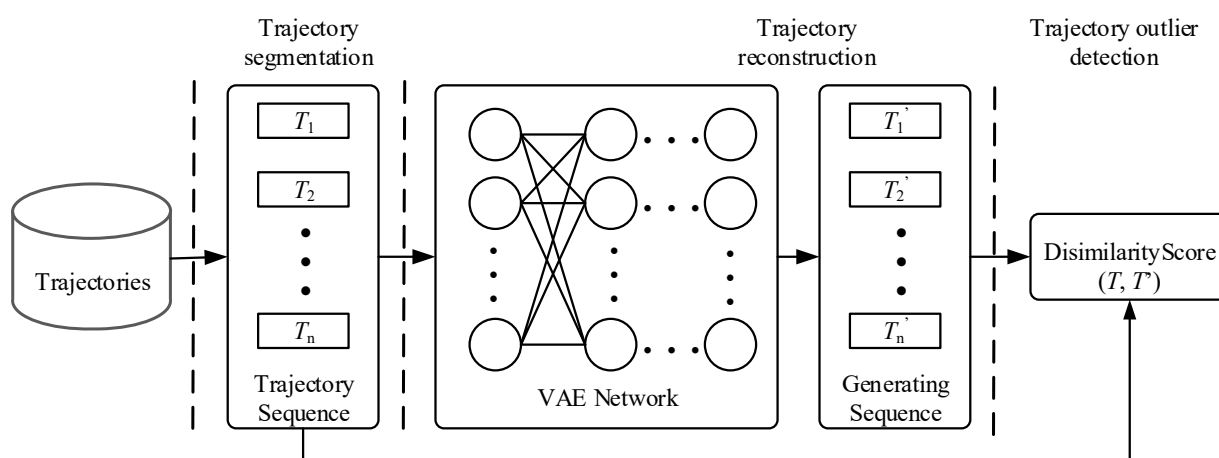 Trajectory
segmentation
Trajectory
reconstruction
Trajectory outlier
detection
Trajectories
T1
T2
Tn
Trajectory
Sequence
VAE Network
T1’
T2’
Tn’
Generating
Sequence
DisimilarityScore
(T, T’)